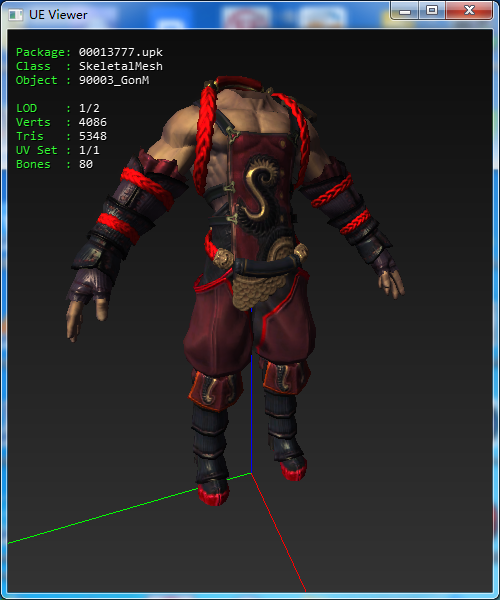 UE Viewer
Package: 00013777.upk
Class : SkeletalMesh
Object : 90003_GonM
LOD : 1/2
Verts : 4086
Tris : 5348
UV Set : 1/1
Bones : 80